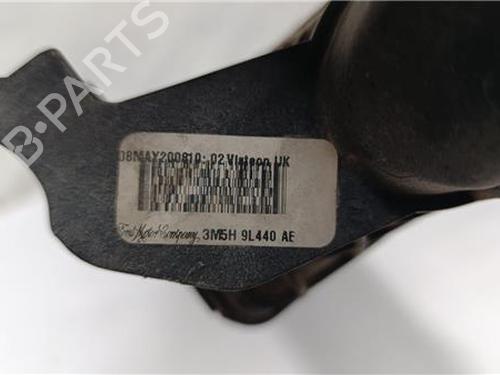 08MAY200810:02 Visteon UK
Ford Motor Company 3M5H 9L440 AE
B-PARTS